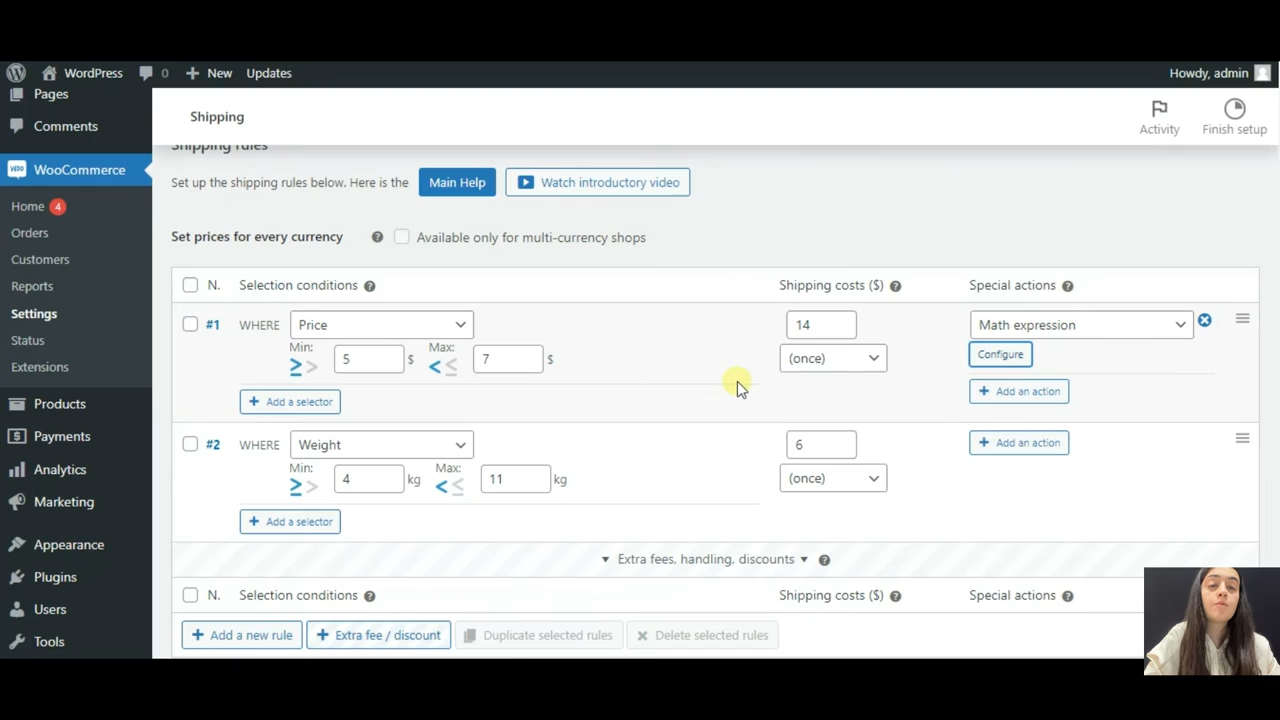 WordPress 0 New Updates Howdy, admin
Pages
Comments
WOO WooCommerce
Home 4
Orders
Customers
Reports
Settings
Status
Extensions
Products
Payments
Analytics
Marketing
Appearance
Plugins
Users
Tools
Shipping
Activity
Finish setup
Shipping rules
Set up the shipping rules below. Here is the Main Help Watch introductory video
Set prices for every currency ? Available only for multi-currency shops
N. Selection conditions ? Shipping costs ($) ? Special actions ?
#1 WHERE Price 14 Math expression
Min: Max:
≥ > 5 $ < ≤ 7 $ (once) Configure
+ Add a selector + Add an action
#2 WHERE Weight 6 + Add an action
Min: Max:
≥ > 4 kg < ≤ 11 kg (once)
+ Add a selector
Extra fees, handling, discounts ?
N. Selection conditions ? Shipping costs ($) ? Special actions ?
+ Add a new rule + Extra fee / discount Duplicate selected rules Delete selected rules